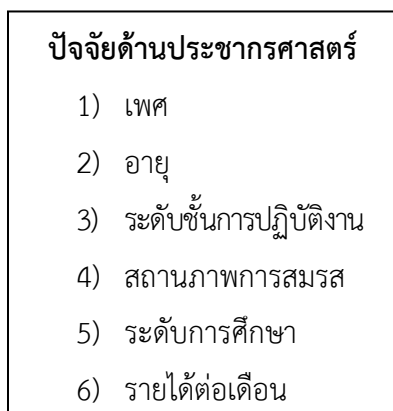 ปัจจัยด้านประชากรศาสตร์
1) เพศ
2) อายุ
3) ระดับชั้นการปฏิบัติงาน
4) สถานภาพการสมรส
5) ระดับการศึกษา
6) รายได้ต่อเดือน